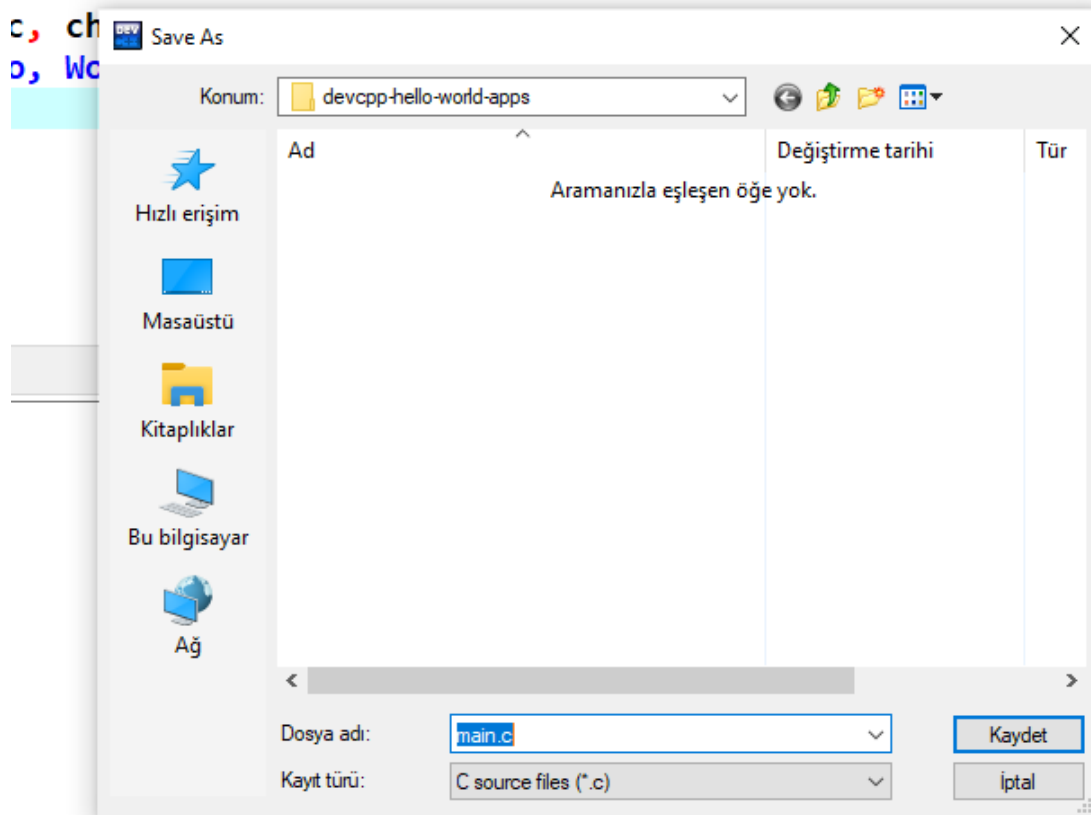 c, ch
o, Wo
DEV
Save As
Konum:
devcpp-hello-world-apps
Ad
Değiştirme tarihi
Tür
Aramanızla eşleşen öğe yok.
Hızlı erişim
Masaüstü
Kitaplıklar
Bu bilgisayar
Ağ
Dosya adı:
main.c
Kaydet
Kayıt türü:
C source files (*.c)
İptal